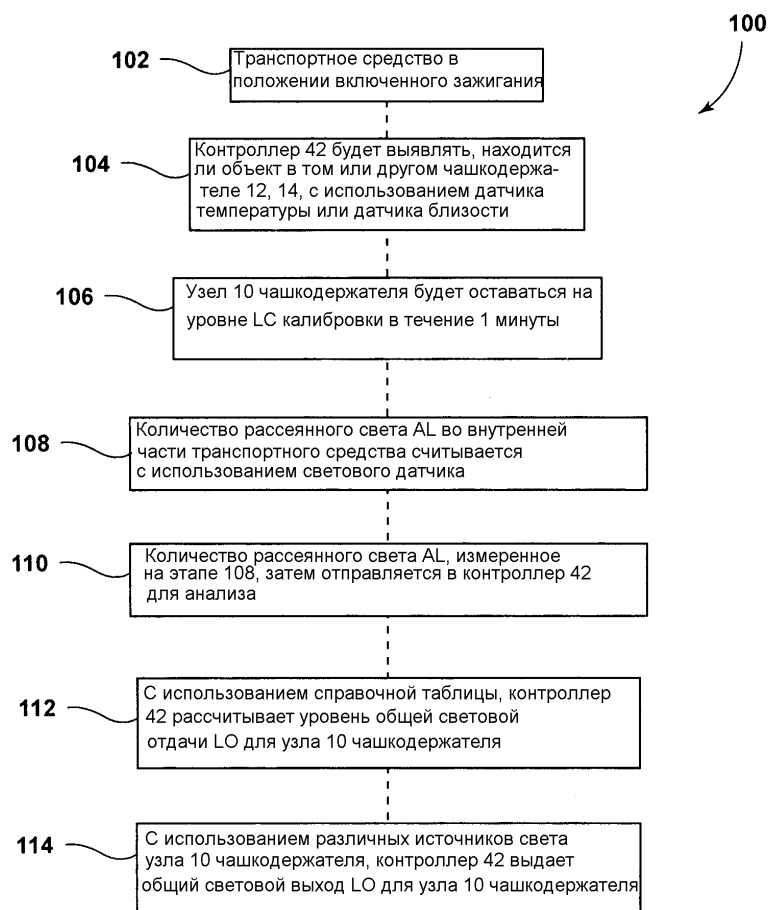 100
102
Транспортное средство в
положении включенного зажигания
104
Контроллер 42 будет выявлять, находится
ли объект в том или другом чашкодержа-
теле 12, 14, с использованием датчика
температуры или датчика близости
106
Узел 10 чашкодержателя будет оставаться на
уровне LC калибровки в течение 1 минуты
108
Количество рассеянного света AL во внутренней
части транспортного средства считывается
с использованием светового датчика
110
Количество рассеянного света AL, измеренное
на этапе 108, затем отправляется в контроллер 42
для анализа
112
С использованием справочной таблицы, контроллер
42 рассчитывает уровень общей световой
отдачи LO для узла 10 чашкодержателя
114
С использованием различных источников света
узла 10 чашкодержателя, контроллер 42 выдает
общий световой выход LO для узла 10 чашкодержателя